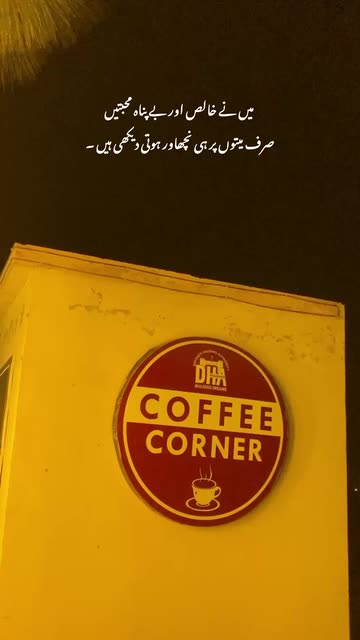 میں نے خالص اور بے پناہ محبتیں
صرف میتوں پر ہی نچھاور ہوتی دیکھی ہیں ۔
DHA
COFFEE
CORNER